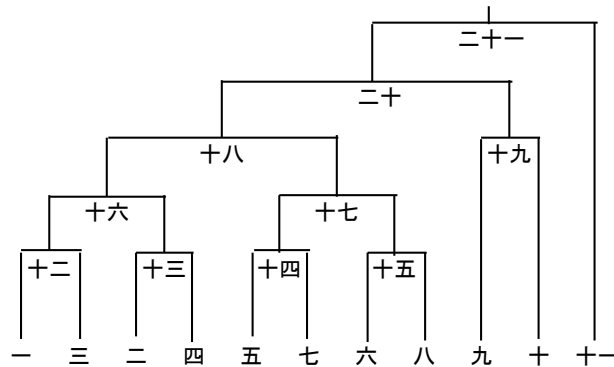 二十一
二十
十八 十九
十六 十七
十二 十三 十四 十五
一 三 二 四 五 七 六 八 九 十 十一